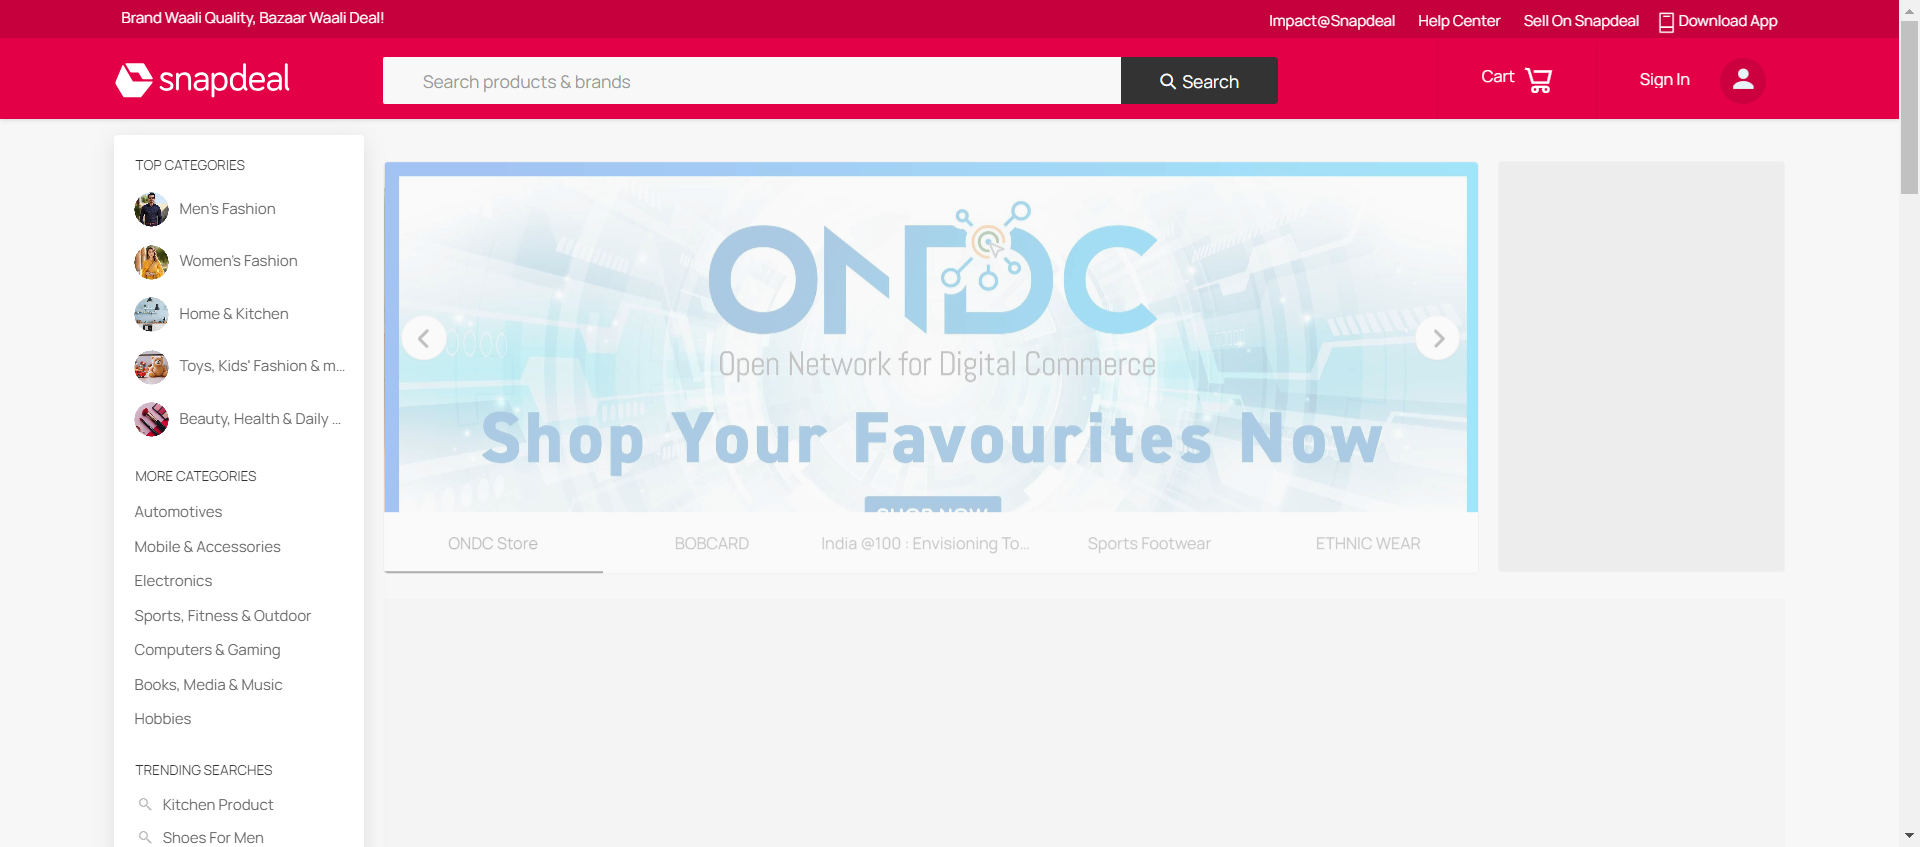 Brand Waali Quality, Bazaar Waali Deal!
Impact@Snapdeal
Help Center
Sell On Snapdeal
Download App
snapdeal
Search products & brands
Search
Cart
Sign In
TOP CATEGORIES
Men's Fashion
Women's Fashion
Home & Kitchen
Toys, Kids' Fashion & m...
Beauty, Health & Daily ...
MORE CATEGORIES
Automotives
Mobile & Accessories
Electronics
Sports, Fitness & Outdoor
Computers & Gaming
Books, Media & Music
Hobbies
TRENDING SEARCHES
Kitchen Product
Shoes For Men
ONDC
Open Network for Digital Commerce
Shop Your Favourites Now
SHOP NOW
ONDC Store
BOBCARD
India @100 : Envisioning To...
Sports Footwear
ETHNIC WEAR